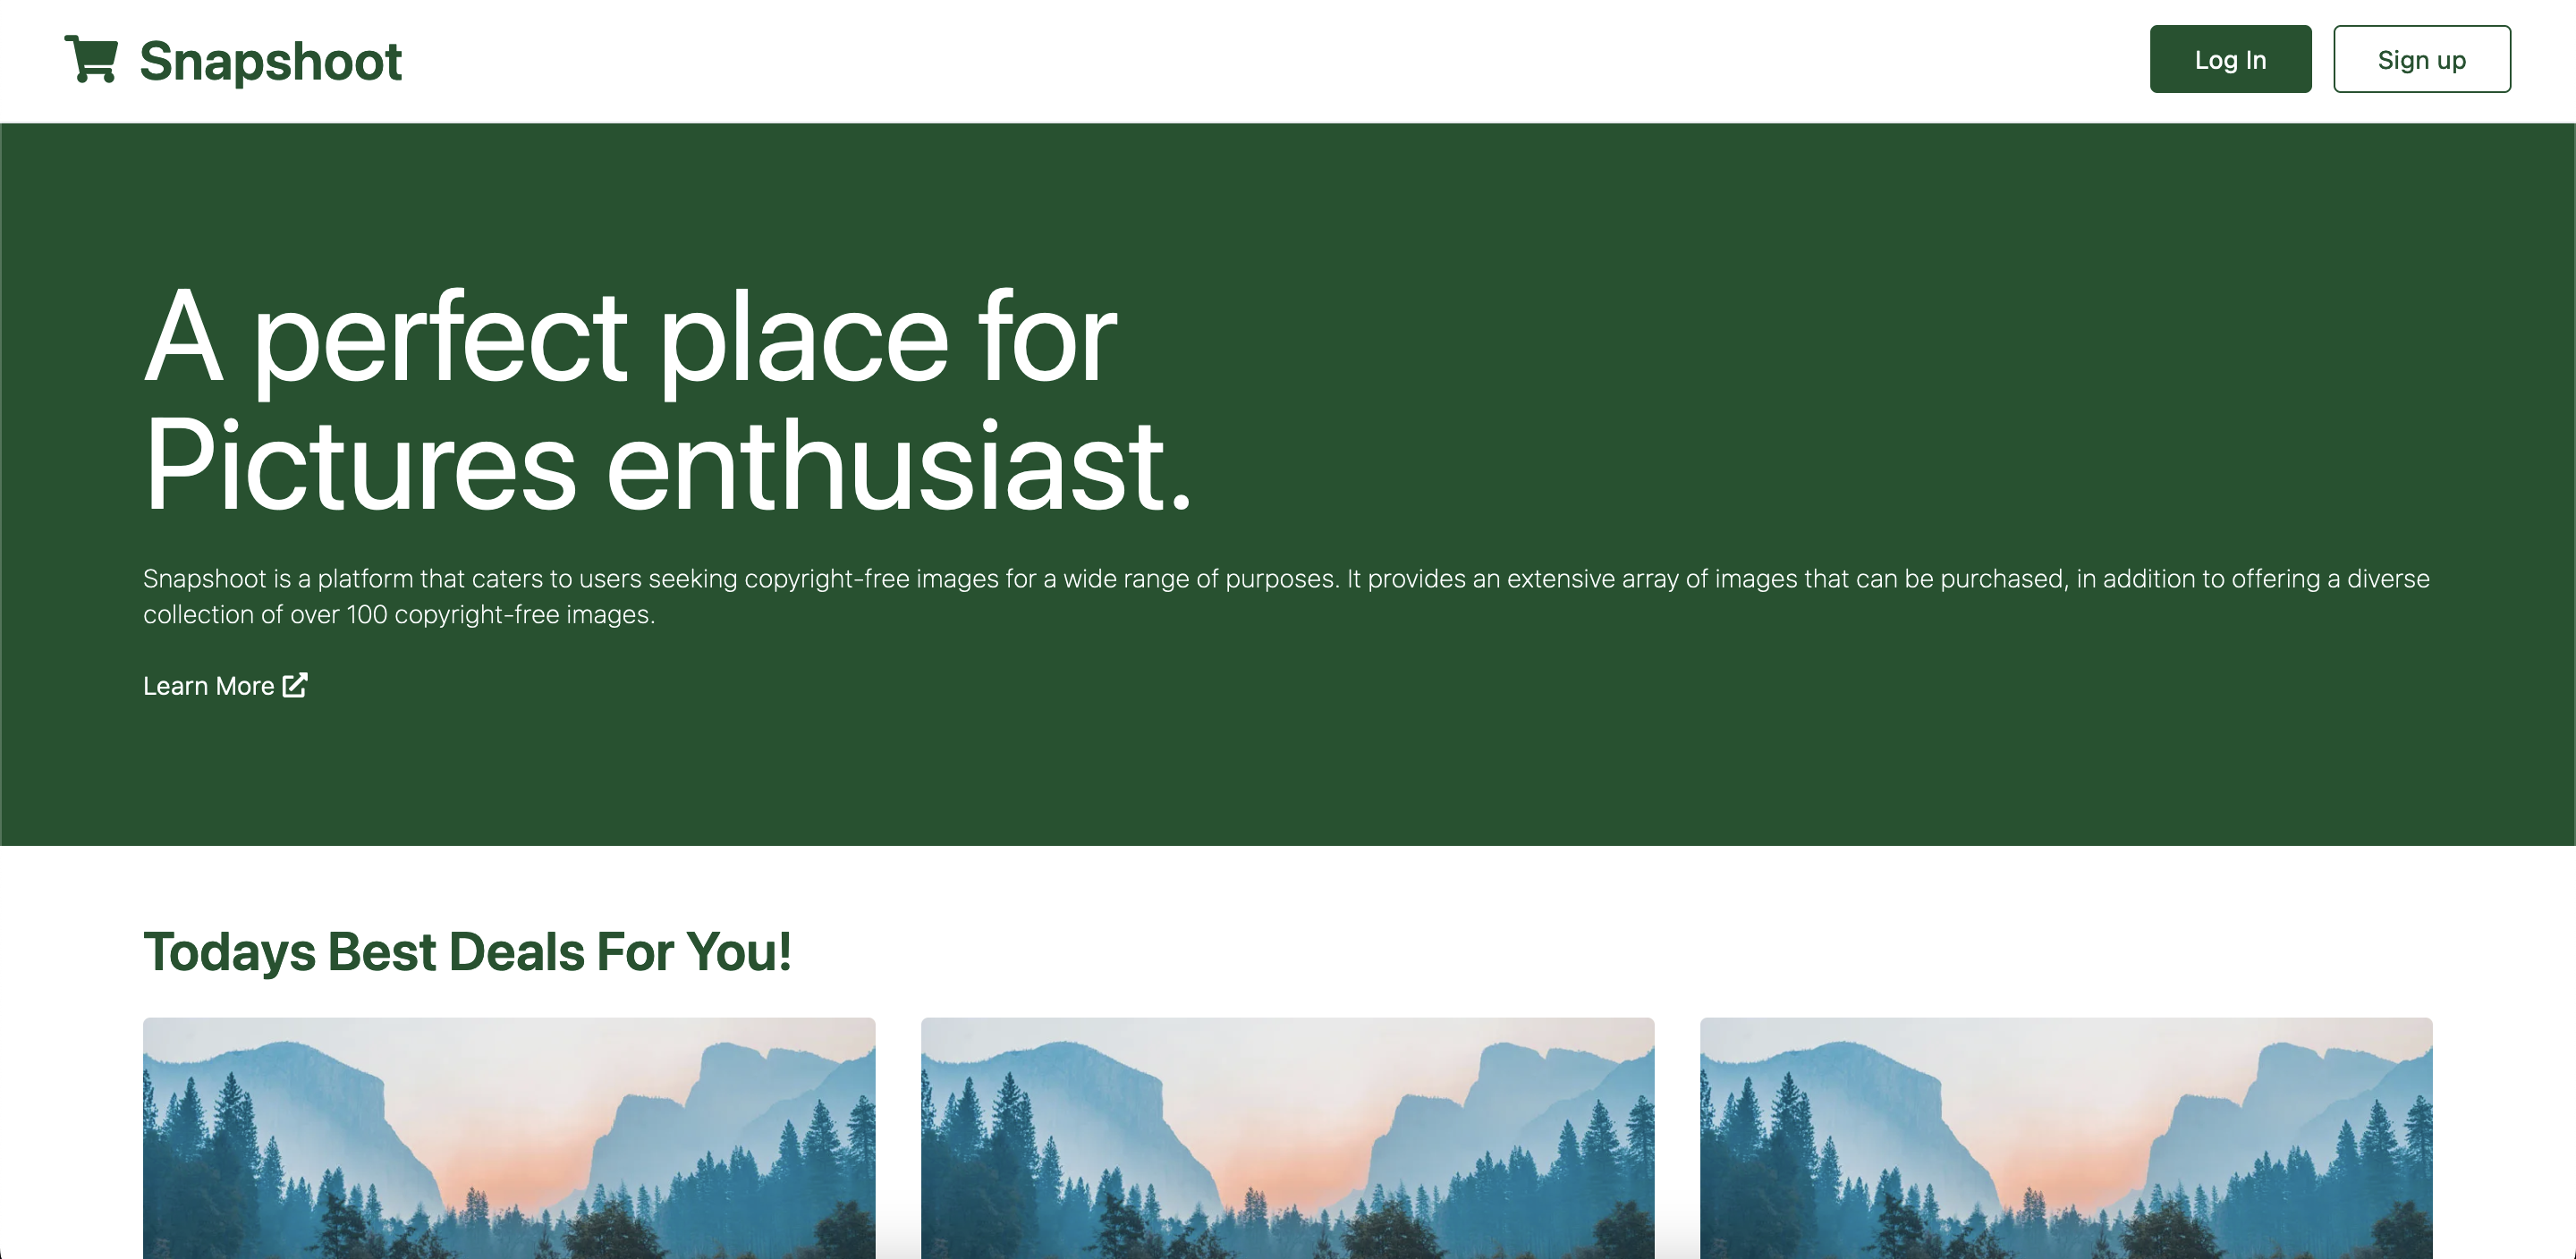 Snapshoot
Log In
Sign up
A perfect place for
Pictures enthusiast.
Snapshoot is a platform that caters to users seeking copyright-free images for a wide range of purposes. It provides an extensive array of images that can be purchased, in addition to offering a diverse
collection of over 100 copyright-free images.
Learn More
Todays Best Deals For You!